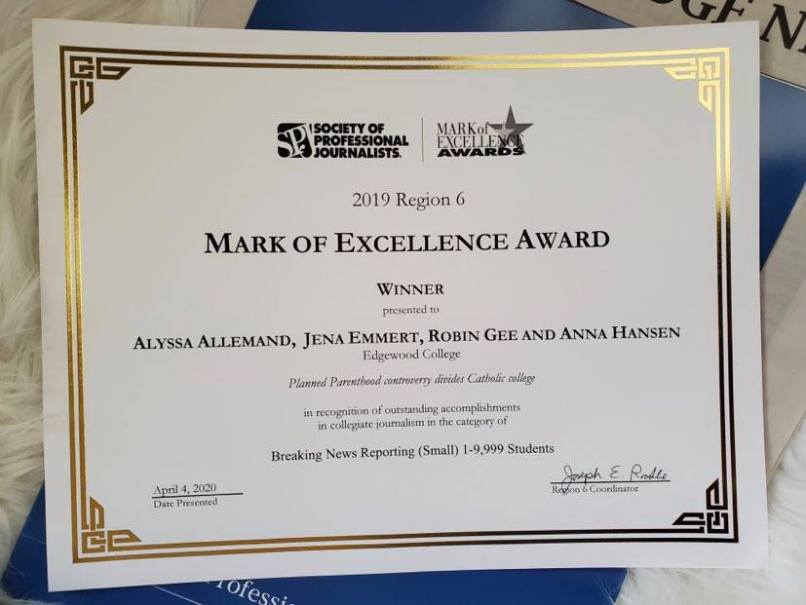 DGE N
SPJ SOCIETY OF
PROFESSIONAL
JOURNALISTS.
MARK of
EXCELLENCE
AWARDS
2019 Region 6
MARK OF EXCELLENCE AWARD
WINNER
presented to
ALYSSA ALLEMAND, JENA EMMERT, ROBIN GEE AND ANNA HANSEN
Edgewood College
Planned Parenthood controversy divides Catholic college
in recognition of outstanding accomplishments
in collegiate journalism in the category of
Breaking News Reporting (Small) 1-9,999 Students
April 4, 2020
Date Presented
Joseph E.
Region 6 Coordinator
rofessi